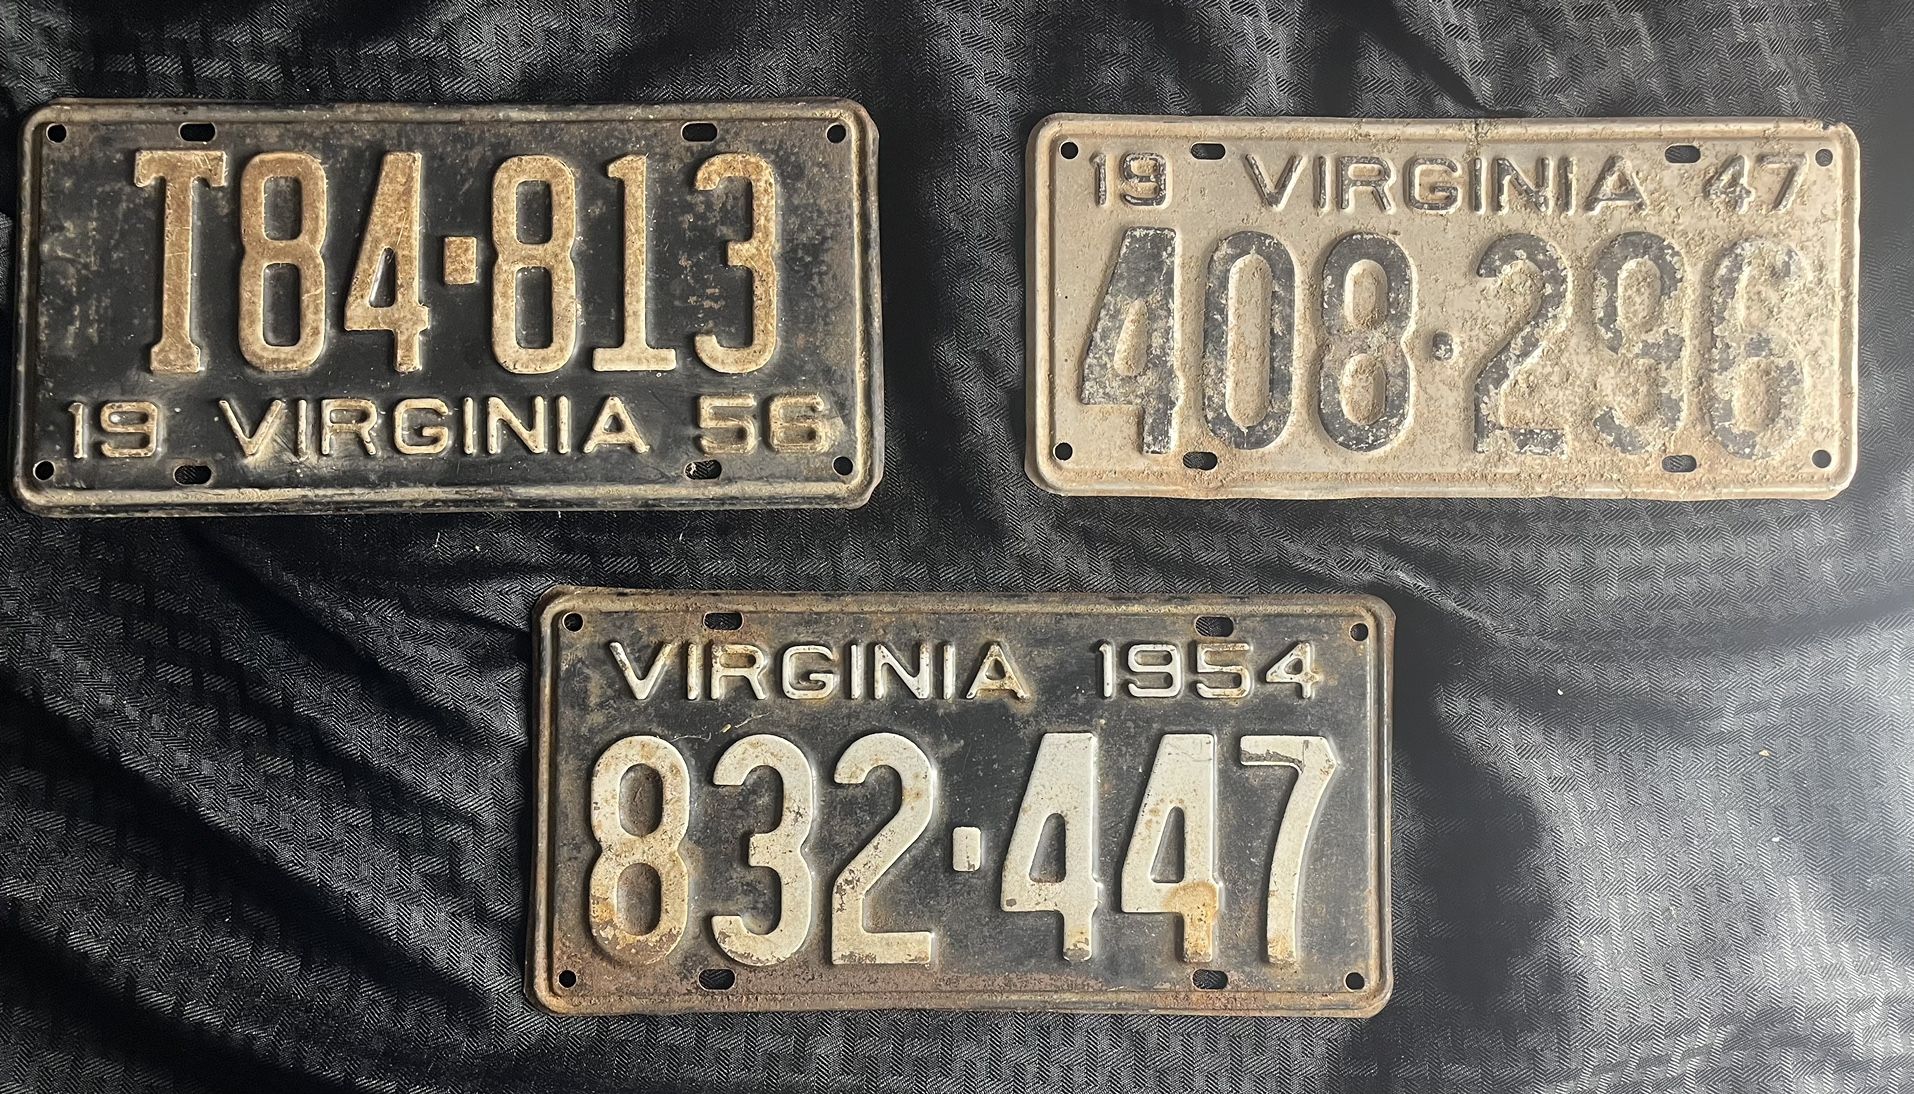 T84·813
19 VIRGINIA 56
19 VIRGINIA 47
408·296
VIRGINIA 1954
832·447